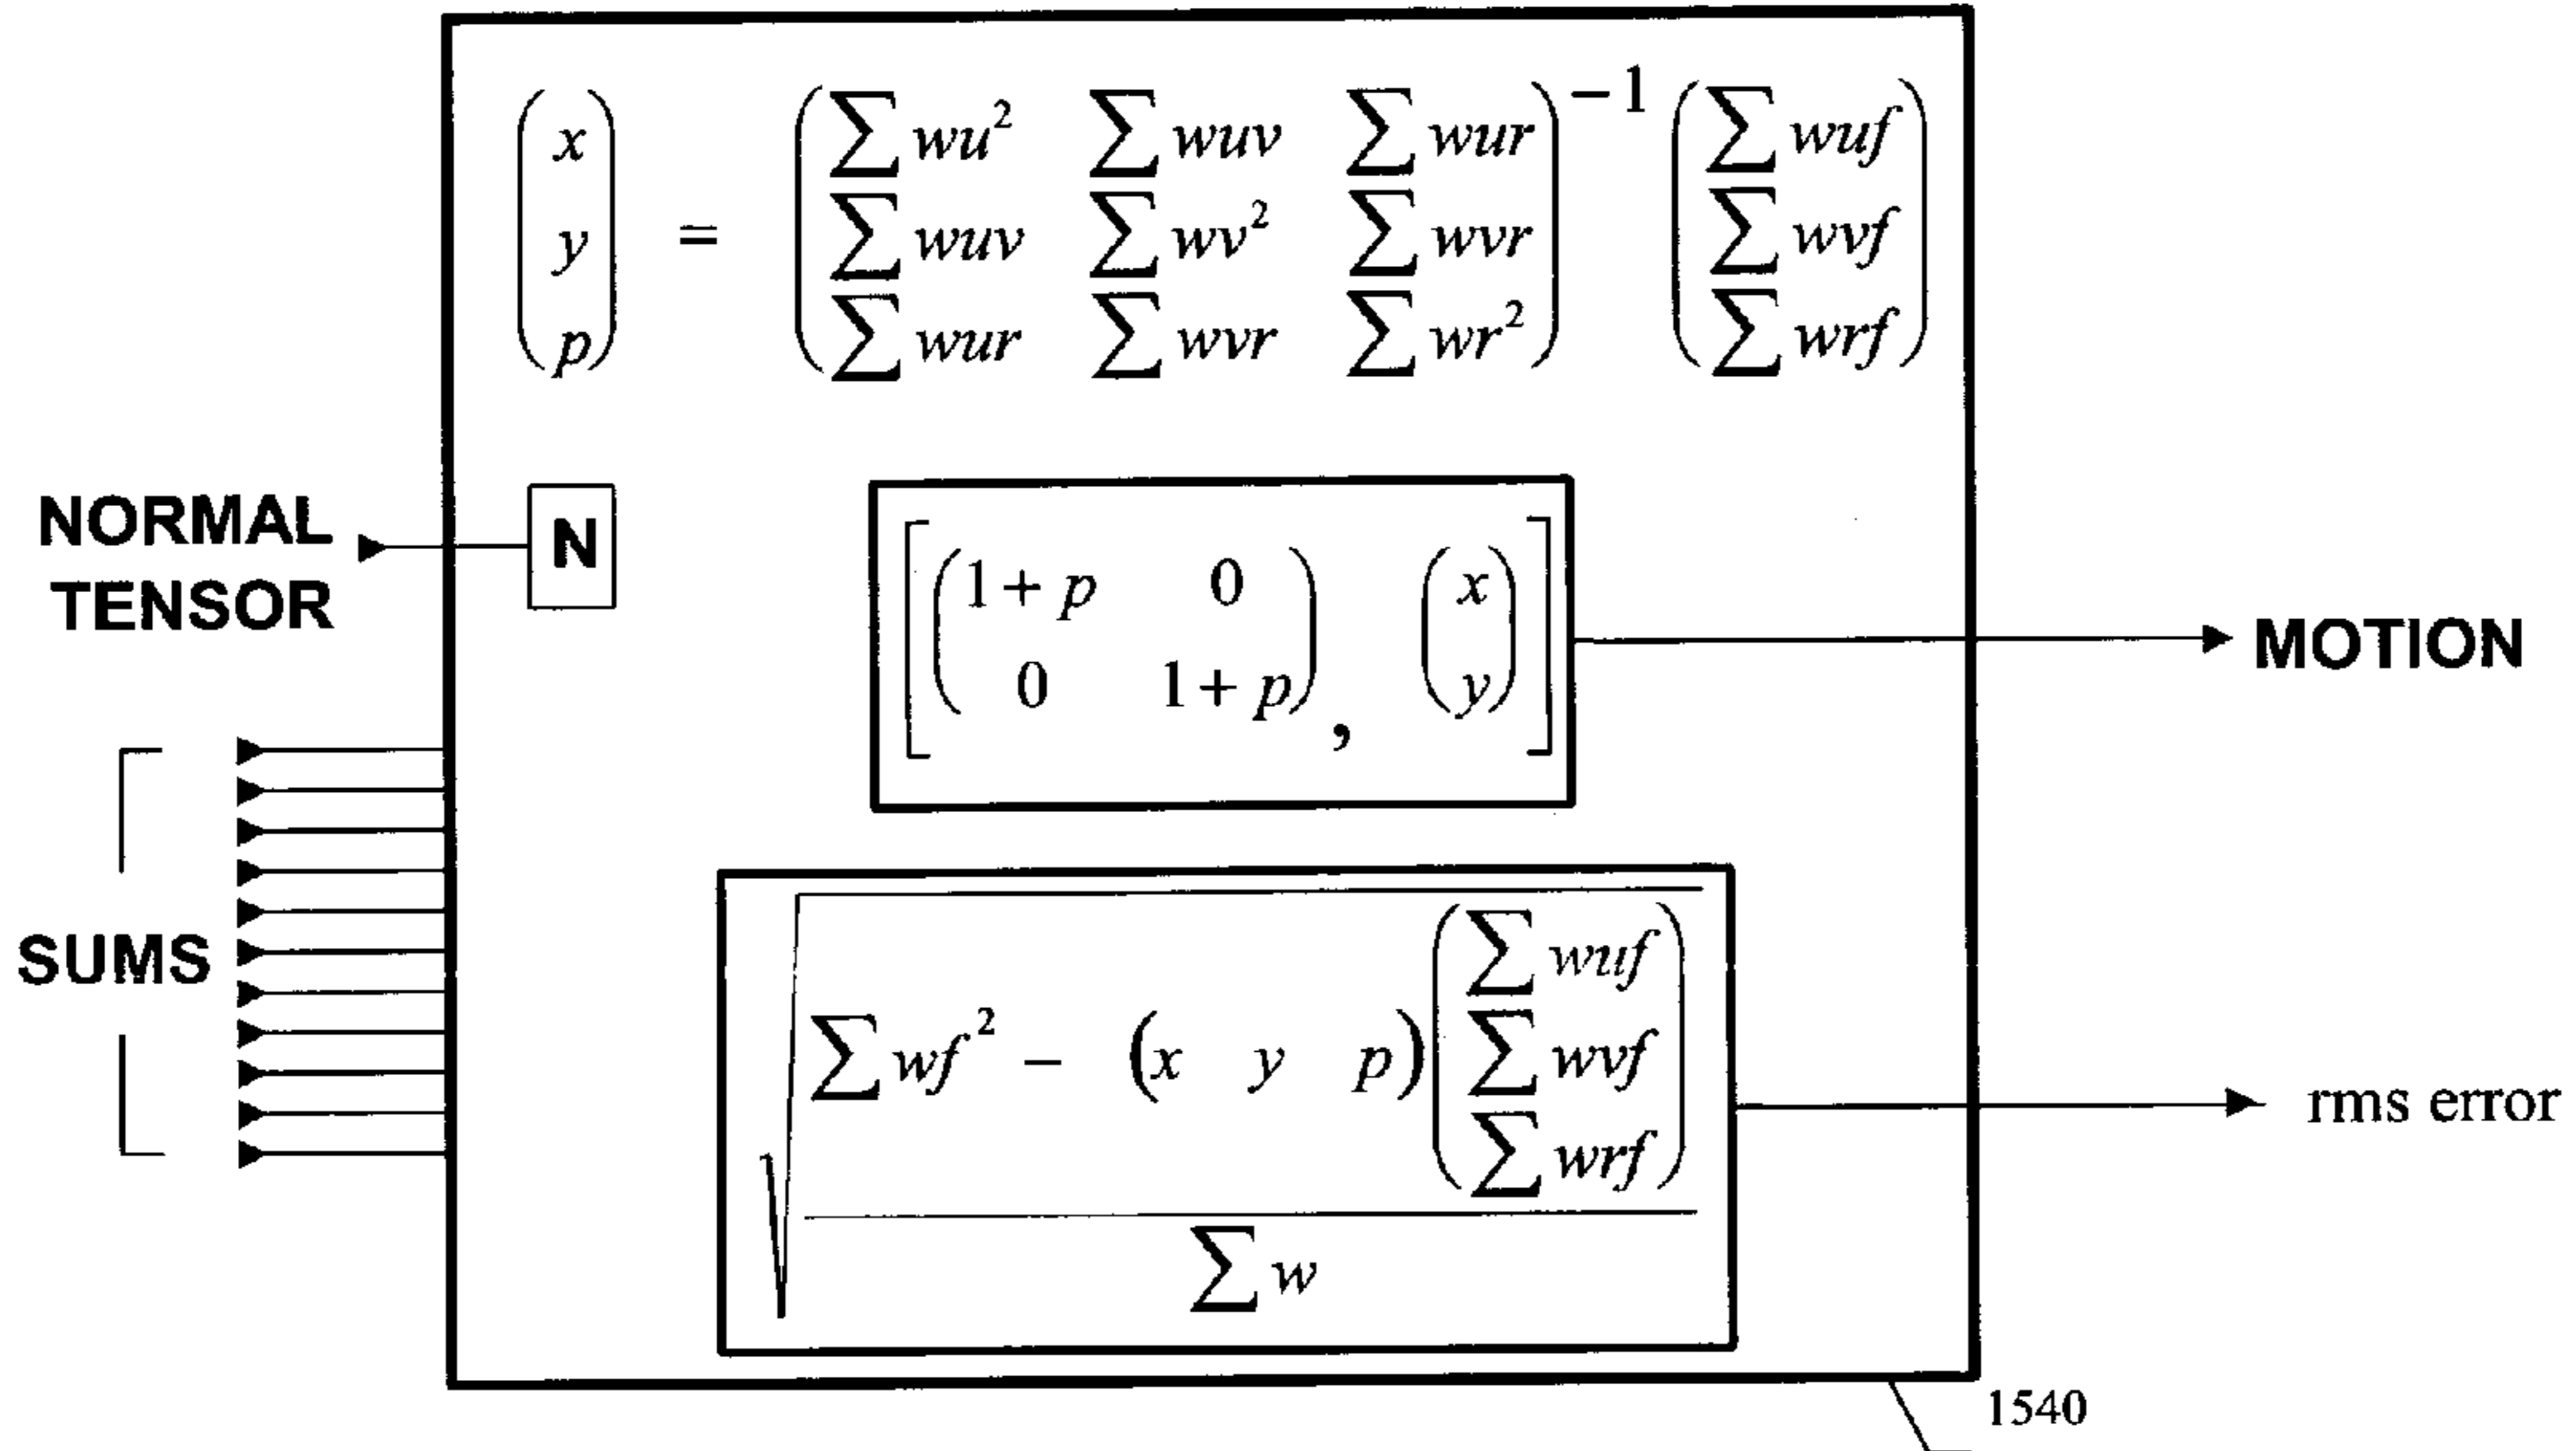 (x y p) = (∑wu² ∑wuv ∑wur
∑wuv ∑wv² ∑wvr
∑wur ∑wvr ∑wr²)−1 (∑wuf
∑wvf
∑wrf)
NORMAL
TENSOR
N
[(1+p 0
0 1+p), (x
y)]
MOTION
SUMS
√ ∑wf² − (x y p) (∑wuf
∑wvf
∑wrf)
∑w
rms error
1540